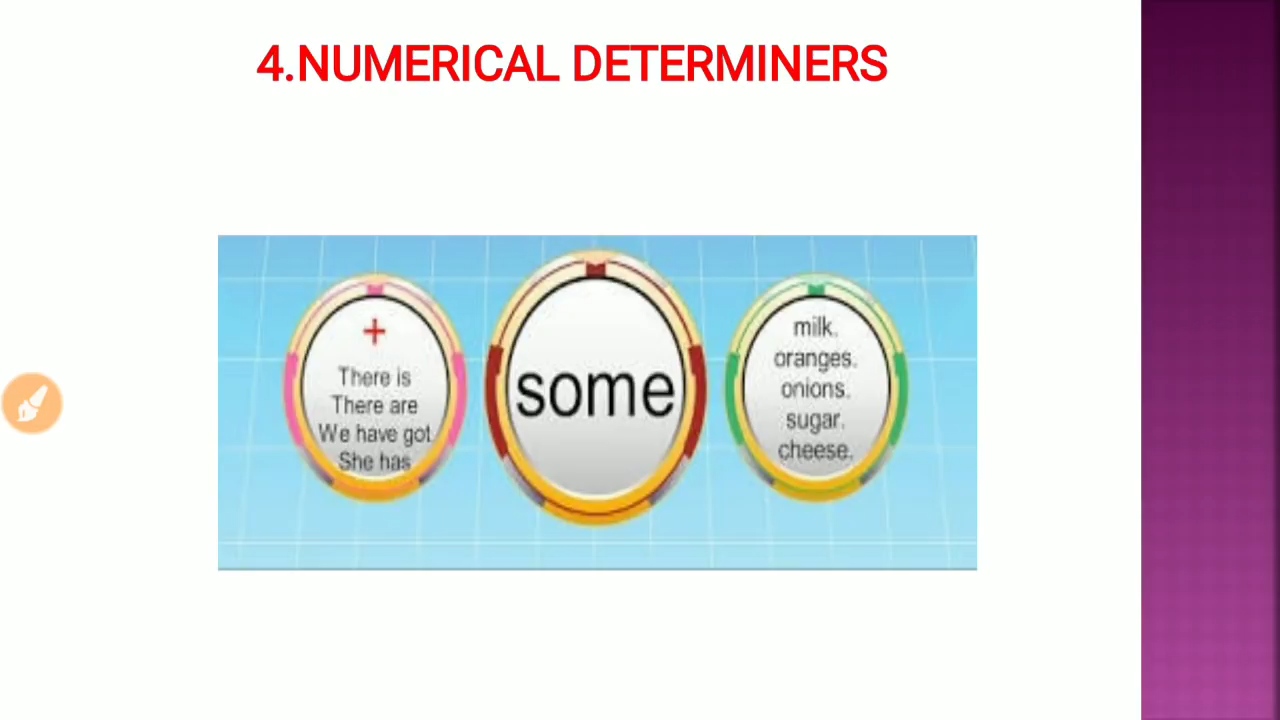 4.NUMERICAL DETERMINERS
+
There is
There are
We have got
She has
some
milk.
oranges.
onions.
sugar.
cheese.